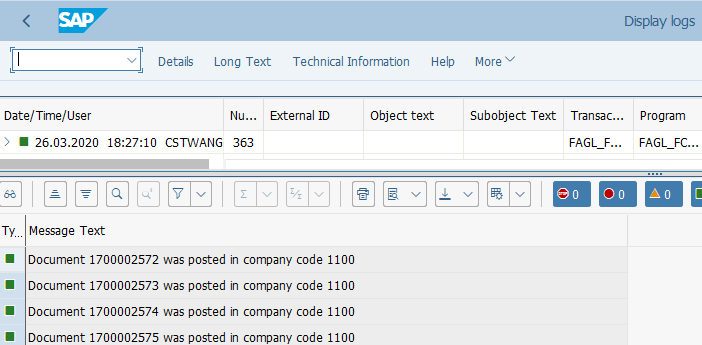 SAP Display logs
Details Long Text Technical Information Help More
Date/Time/User Nu... External ID Object text Subobject Text Transac... Program
26.03.2020 18:27:10 CSTWANG 363 FAGL_F... FAGL_FC...
Σ Σ/Σ STOP 0 0 0
Ty... Message Text
Document 1700002572 was posted in company code 1100
Document 1700002573 was posted in company code 1100
Document 1700002574 was posted in company code 1100
Document 1700002575 was posted in company code 1100